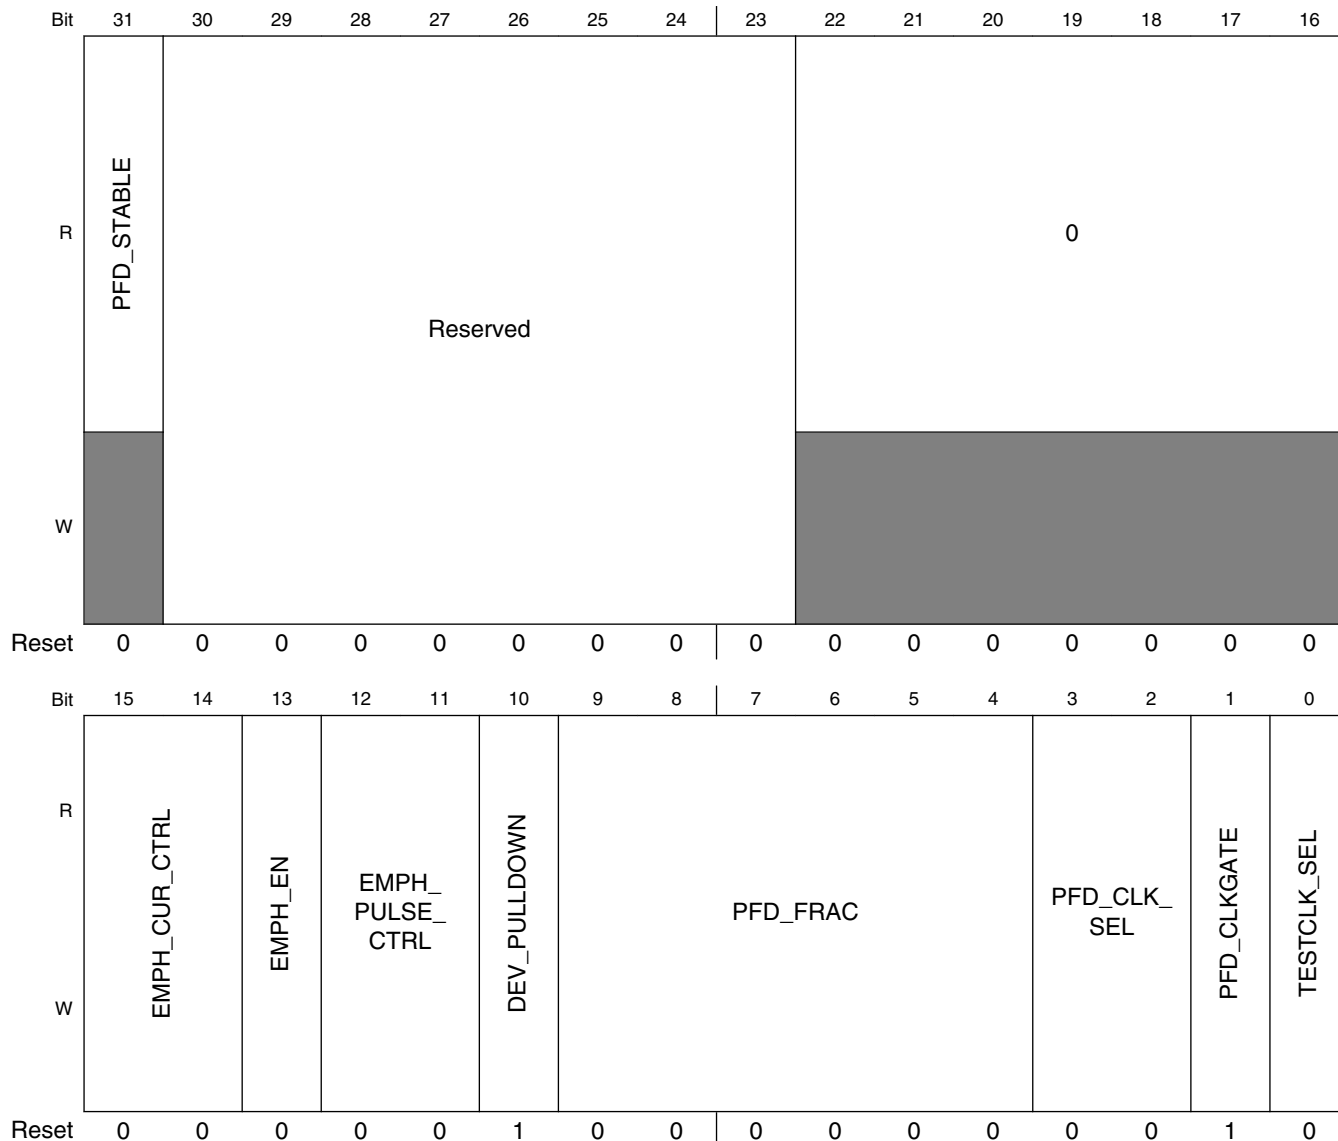 Bit 31 30 29 28 27 26 25 24 23 22 21 20 19 18 17 16
R
PFD_STABLE
Reserved
0
W
Reset 0 0 0 0 0 0 0 0 0 0 0 0 0 0 0 0
Bit 15 14 13 12 11 10 9 8 7 6 5 4 3 2 1 0
R
EMPH_CUR_CTRL
EMPH_EN
EMPH_
PULSE_
CTRL
DEV_PULLDOWN
PFD_FRAC
PFD_CLK_
SEL
PFD_CLKGATE
TESTCLK_SEL
W
Reset 0 0 0 0 0 1 0 0 0 0 0 0 0 0 1 0